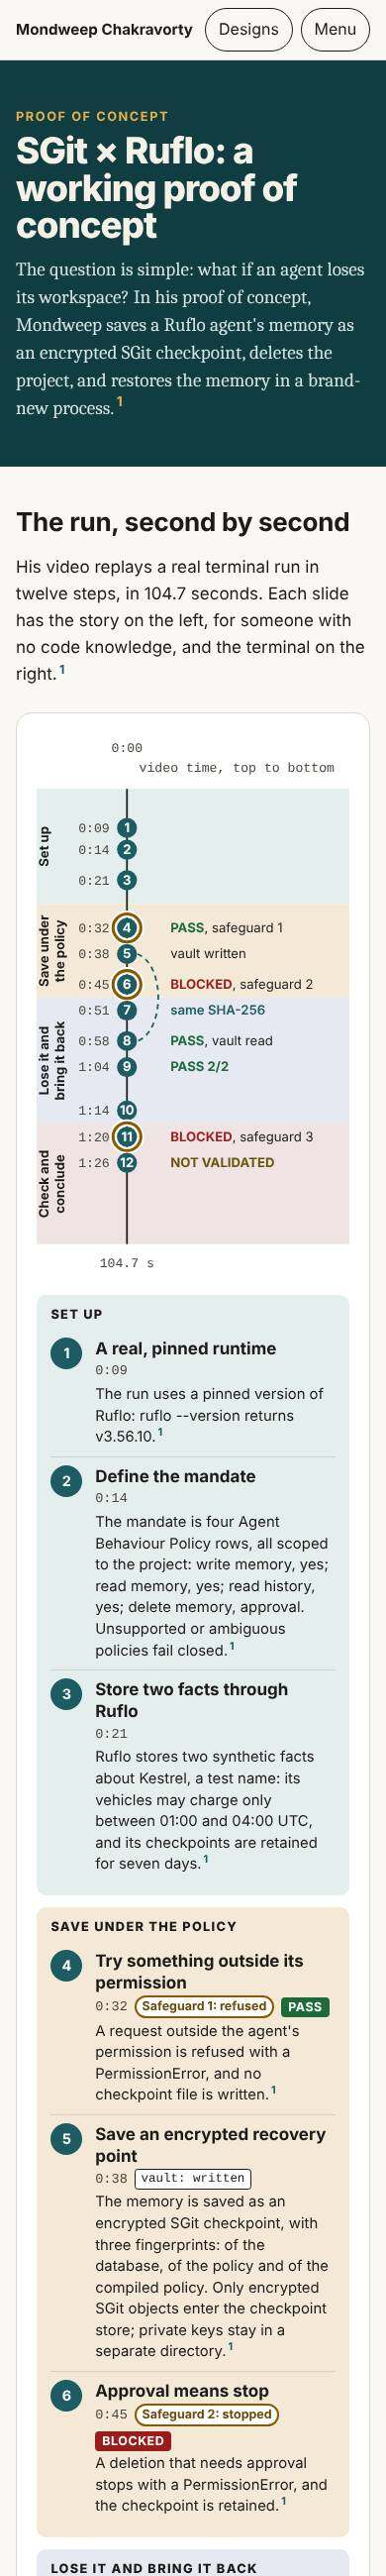 Mondweep Chakravorty
Designs
Menu
PROOF OF CONCEPT
SGit × Ruflo: a
working proof of
concept
The question is simple: what if an agent loses
its workspace? In his proof of concept,
Mondweep saves a Ruflo agent's memory as
an encrypted SGit checkpoint, deletes the
project, and restores the memory in a brand-
new process. 1
The run, second by second
His video replays a real terminal run in
twelve steps, in 104.7 seconds. Each slide
has the story on the left, for someone with
no code knowledge, and the terminal on the
right. 1
0:00
video time, top to bottom
Set up
0:09 1
0:14 2
0:21 3
Save under
the policy
0:32 4 PASS, safeguard 1
0:38 5 vault written
0:45 6 BLOCKED, safeguard 2
Lose it and
bring it back
0:51 7 same SHA-256
0:58 8 PASS, vault read
1:04 9 PASS 2/2
1:14 10
Check and
conclude
1:20 11 BLOCKED, safeguard 3
1:26 12 NOT VALIDATED
104.7 s
SET UP
1 A real, pinned runtime
0:09
The run uses a pinned version of
Ruflo: ruflo --version returns
v3.56.10. 1
2 Define the mandate
0:14
The mandate is four Agent
Behaviour Policy rows, all scoped
to the project: write memory, yes;
read memory, yes; read history,
yes; delete memory, approval.
Unsupported or ambiguous
policies fail closed. 1
3 Store two facts through
Ruflo
0:21
Ruflo stores two synthetic facts
about Kestrel, a test name: its
vehicles may charge only
between 01:00 and 04:00 UTC,
and its checkpoints are retained
for seven days. 1
SAVE UNDER THE POLICY
4 Try something outside its
permission
0:32 Safeguard 1: refused PASS
A request outside the agent's
permission is refused with a
PermissionError, and no
checkpoint file is written. 1
5 Save an encrypted recovery
point
0:38 vault: written
The memory is saved as an
encrypted SGit checkpoint, with
three fingerprints: of the
database, of the policy and of the
compiled policy. Only encrypted
SGit objects enter the checkpoint
store; private keys stay in a
separate directory. 1
6 Approval means stop
0:45 Safeguard 2: stopped
BLOCKED
A deletion that needs approval
stops with a PermissionError, and
the checkpoint is retained. 1
LOSE IT AND BRING IT BACK